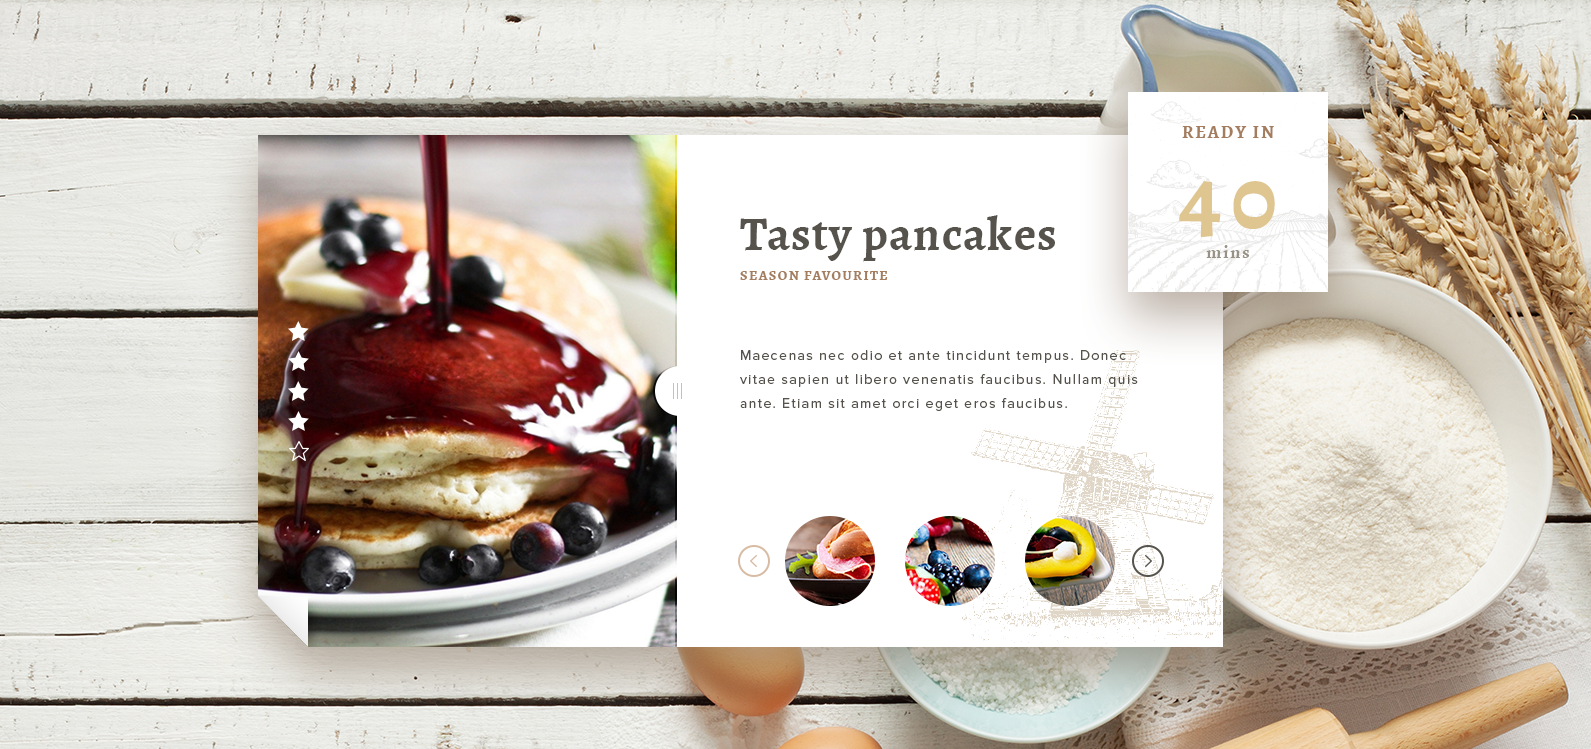 READY IN
40
mins
Tasty pancakes
SEASON FAVOURITE
Maecenas nec odio et ante tincidunt tempus. Donec
vitae sapien ut libero venenatis faucibus. Nullam quis
ante. Etiam sit amet orci eget eros faucibus.